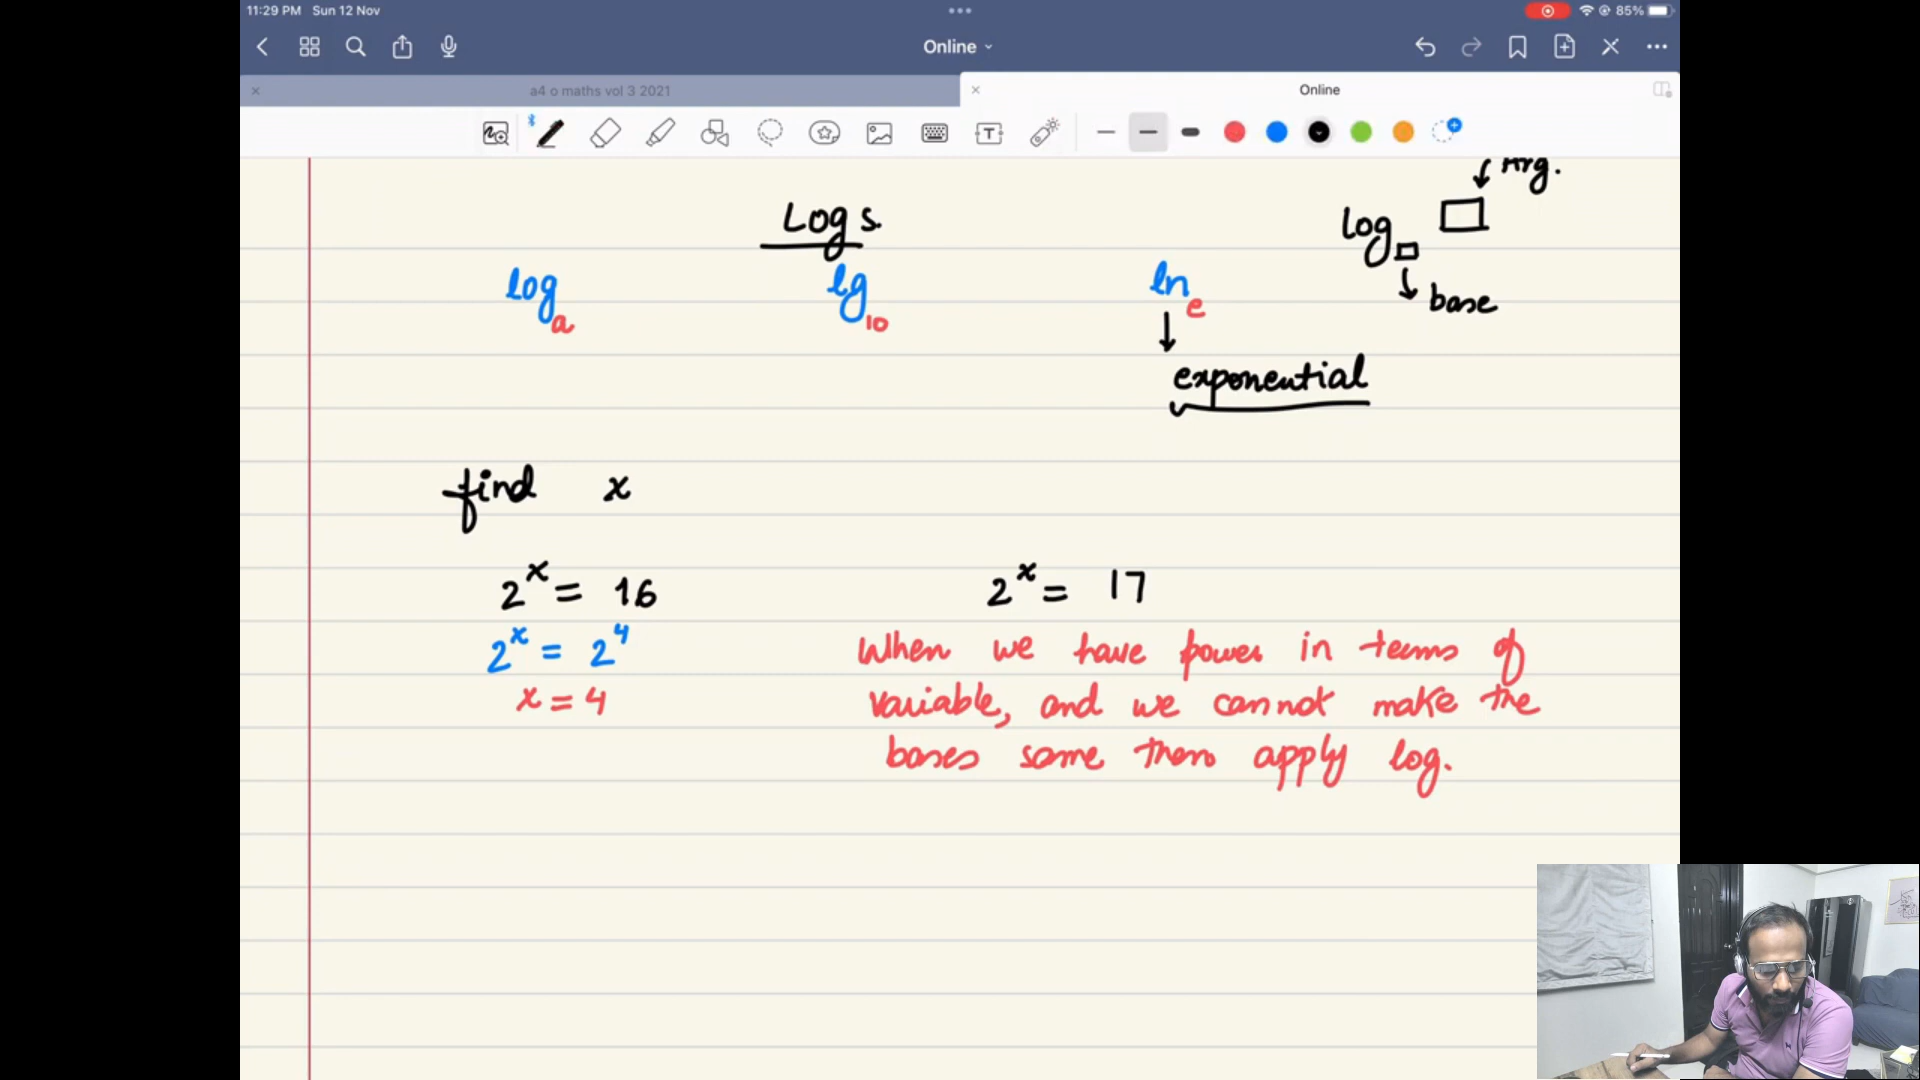 11:29 PM Sun 12 Nov
85%
Online
a4 o maths vol 3 2021
Online
Arg.
Logs.
log
base
log a
lg 10
ln e
exponential
find x
2^x = 16
2^x = 17
2^x = 2^4
x = 4
When we have power in terms of
variable, and we cannot make the
bases same then apply log.